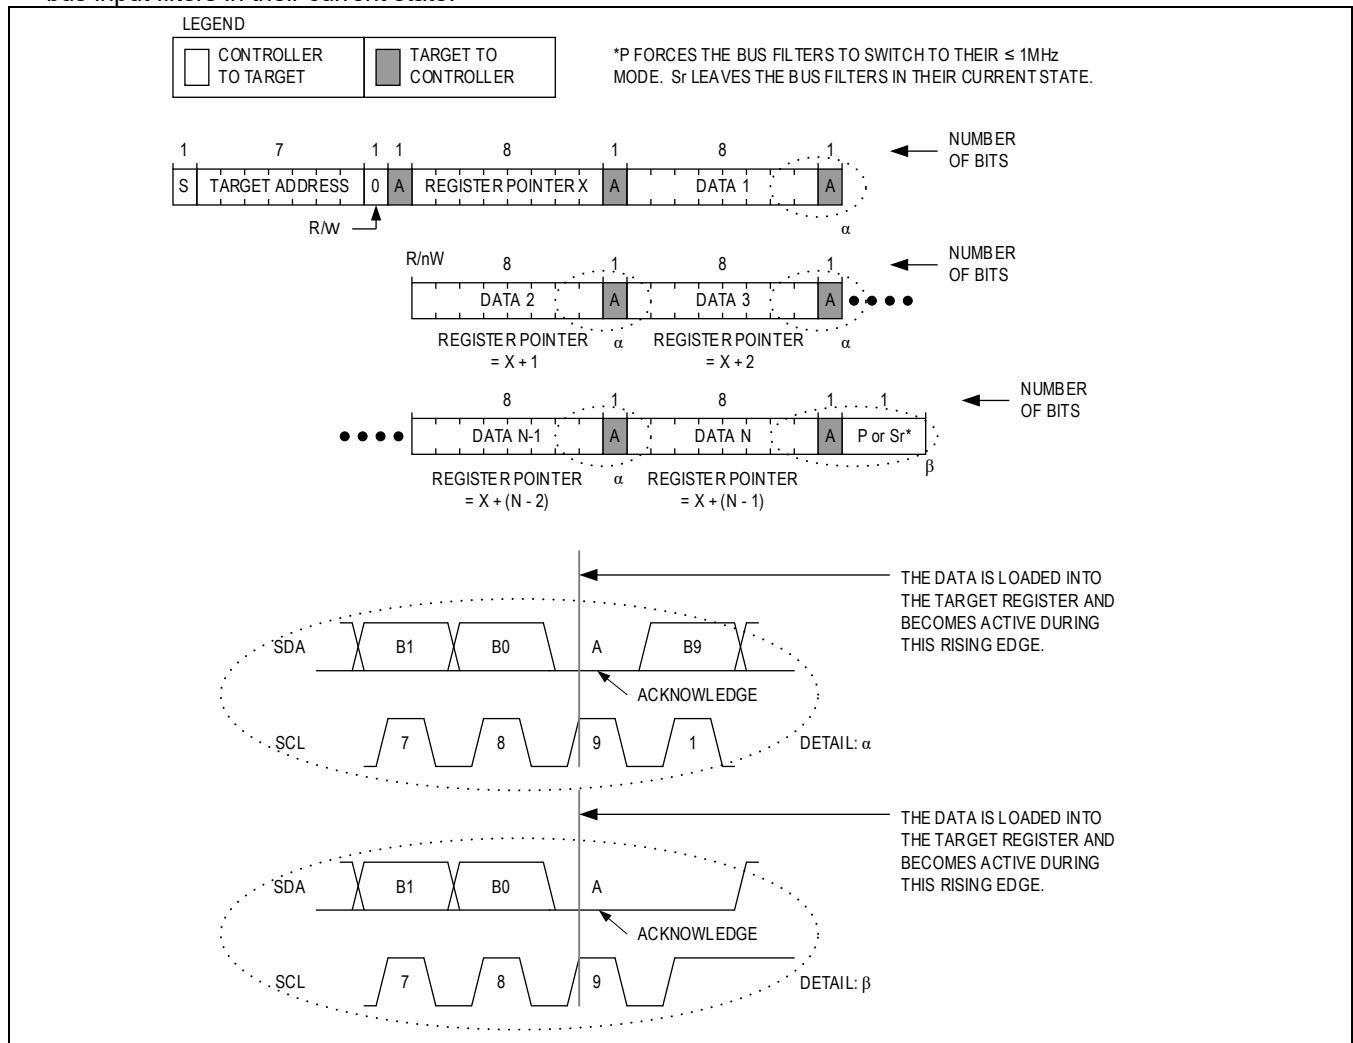 bus input filters in their current state.
LEGEND
CONTROLLER
TO TARGET
TARGET TO
CONTROLLER
*P FORCES THE BUS FILTERS TO SWITCH TO THEIR ≤ 1MHz
MODE. Sr LEAVES THE BUS FILTERS IN THEIR CURRENT STATE.
1 7 1 1 8 1 8 1
NUMBER
OF BITS
S TARGET ADDRESS 0 A REGISTER POINTER X A DATA 1 A
R/W
α
R/nW 8 1 8 1
NUMBER
OF BITS
DATA 2 A DATA 3 A
REGISTER POINTER
= X + 1
α
REGISTER POINTER
= X + 2
α
8 1 8 1 1
NUMBER
OF BITS
DATA N-1 A DATA N A P or Sr*
β
REGISTER POINTER
= X + (N - 2)
α
REGISTER POINTER
= X + (N - 1)
THE DATA IS LOADED INTO
THE TARGET REGISTER AND
BECOMES ACTIVE DURING
THIS RISING EDGE.
SDA B1 B0 A B9
ACKNOWLEDGE
SCL 7 8 9 1 DETAIL: α
THE DATA IS LOADED INTO
THE TARGET REGISTER AND
BECOMES ACTIVE DURING
THIS RISING EDGE.
SDA B1 B0 A
ACKNOWLEDGE
SCL 7 8 9 DETAIL: β